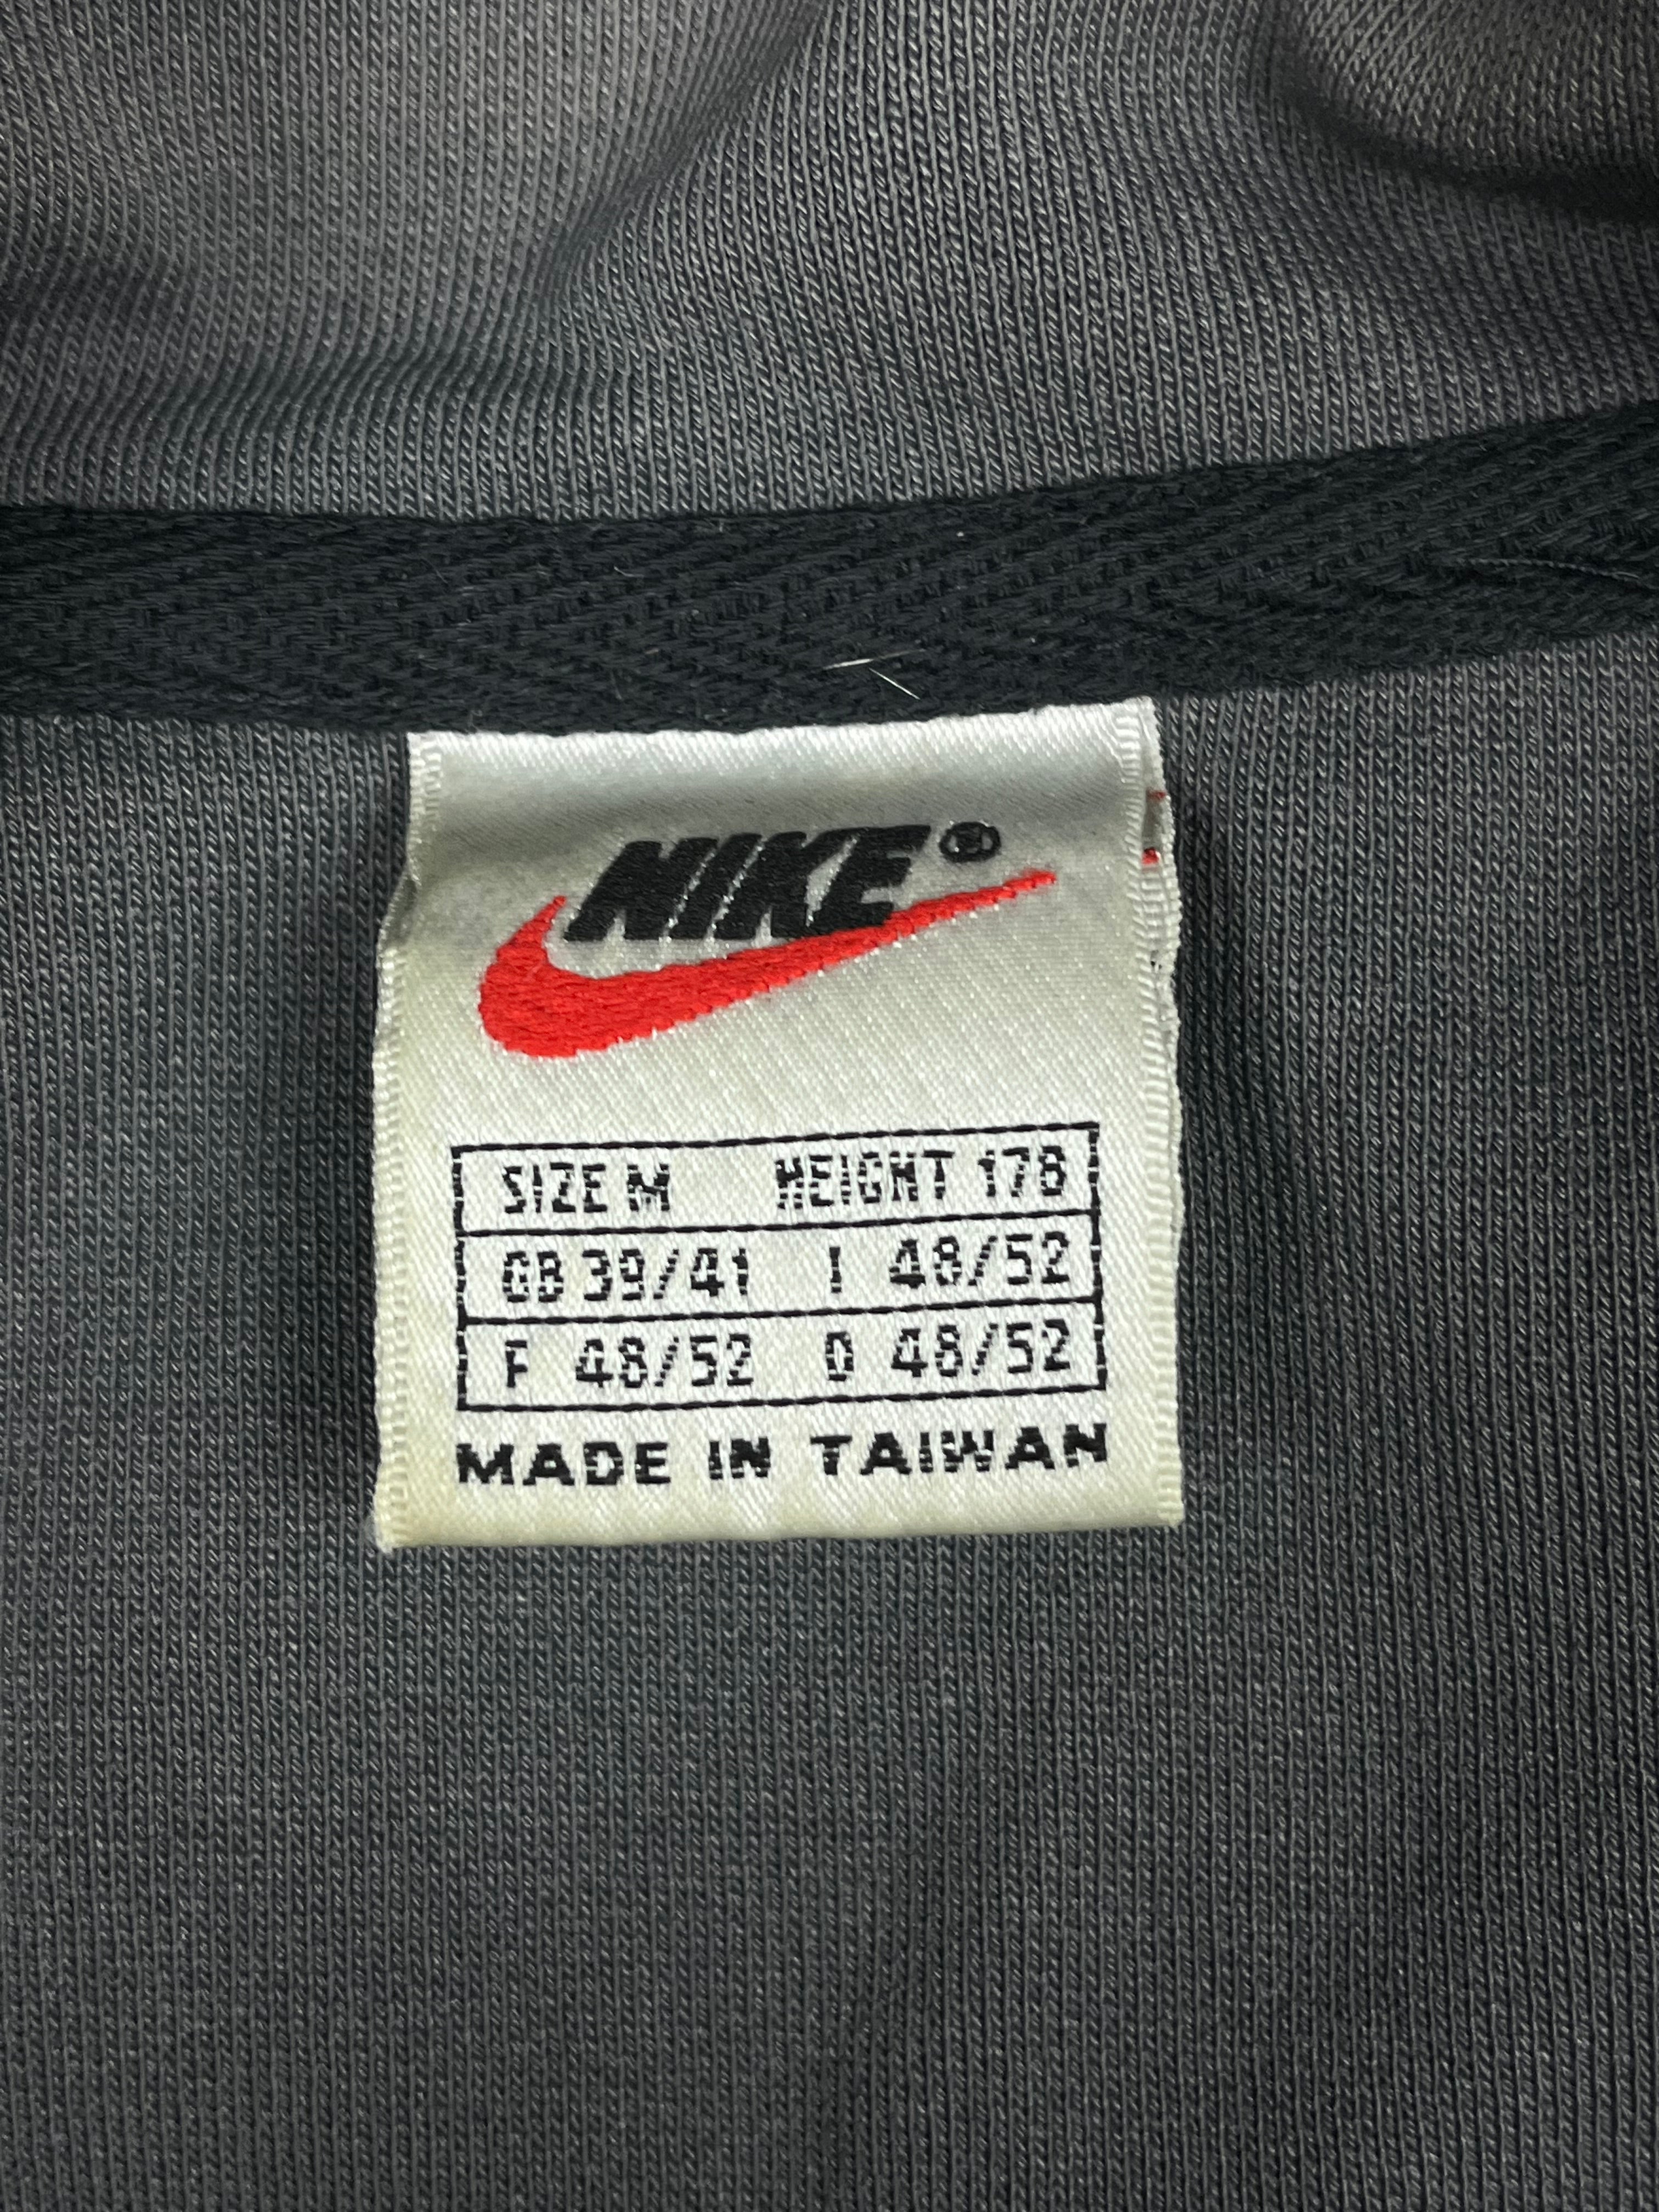 NIKE®
SIZE M HEIGHT 178
GB 39/41 I 48/52
F 48/52 D 48/52
MADE IN TAIWAN